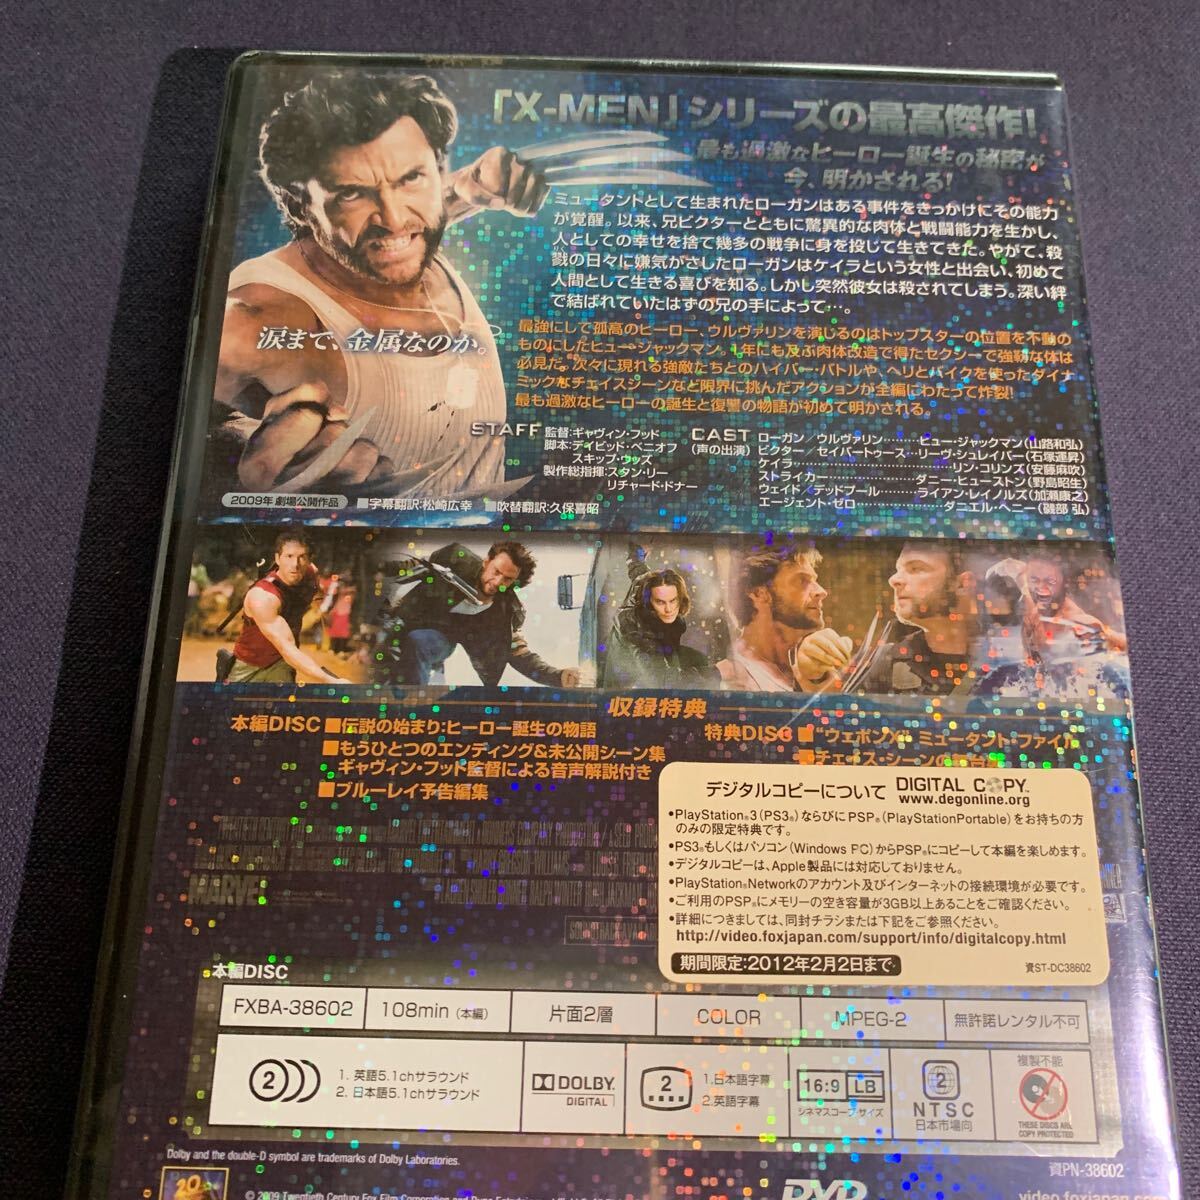 「X-MEN」シリーズの最高傑作!
最も過激なヒーロー誕生の秘密が
今、明かされる!
ミュータントとして生まれたローガンはある事件をきっかけにその能力
が覚醒。以来、兄ビクターとともに驚異的な肉体と戦闘能力を生かし、
人としての幸せを捨て幾多の戦争に身を投じて生きてきた。やがて、殺
戮の日々に嫌気がさしたローガンはケイラという女性と出会い、初めて
人間として生きる喜びを知る。しかし突然彼女は殺されてしまう。深い絆
で結ばれていたはずの兄の手によって…。
涙まで、金属なのか。
最強にして孤高のヒーロー、ウルヴァリンを演じるのはトップスターの位置を不動の
ものにしたヒュー・ジャックマン。1年にも及ぶ肉体改造で得たセクシーで強靭な体は
必見だ。次々に現れる強敵たちとのハイパー・バトルや、ヘリとバイクを使ったダイナ
ミックなチェイスシーンなど限界に挑んだアクションが全編にわたって炸裂!
最も過激なヒーローの誕生と復讐の物語が初めて明かされる。
STAFF
監督:ギャヴィン・フッド
脚本:デイビッド・ベニオフ
スキップ・ウッズ
製作総指揮:スタン・リー
リチャード・ドナー
CAST
(声の出演)
ローガン/ウルヴァリン………ヒュー・ジャックマン(山路和弘)
ビクター/セイバートゥース…リーヴ・シュレイバー(石塚運昇)
ケイラ………リン・コリンズ(安藤麻吹)
ストライカー………ダニー・ヒューストン(野島昭生)
ウェイド/デッドプール………ライアン・レイノルズ(加瀬康之)
エージェント・ゼロ………ダニエル・ヘニー(磯部 弘)
2009年 劇場公開作品 ■字幕翻訳:松崎広幸 ■吹替翻訳:久保喜昭
収録特典
本編DISC ■伝説の始まり:ヒーロー誕生の物語
■もうひとつのエンディング&未公開シーン集
ギャヴィン・フッド監督による音声解説付き
■ブルーレイ予告編集
特典DISC ■“ウェポンX” ミュータント・ファイル
■チェイス・シーンの
デジタルコピーについて DIGITAL COPY™
www.degonline.org
•PlayStation®3(PS3®)ならびにPSP®(PlayStationPortable)をお持ちの方
のみの限定特典です。
•PS3®もしくはパソコン(Windows PC)からPSP®にコピーして本編を楽しめます。
•デジタルコピーは、Apple製品には対応しておりません。
•PlayStation®Networkのアカウント及びインターネットの接続環境が必要です。
•ご利用のPSP®にメモリーの空き容量が3GB以上あることをご確認ください。
•詳細につきましては、同封チラシまたは下記をご参照ください。
http://video.foxjapan.com/support/info/digitalcopy.html
期間限定:2012年2月2日まで
資ST-DC38602
MARVEL
本編DISC
FXBA-38602 108min(本編) 片面2層 COLOR MPEG-2 無許諾レンタル不可
2
1. 英語5.1chサラウンド
2. 日本語5.1chサラウンド
DOLBY
DIGITAL
2
1.日本語字幕
2.英語字幕
16:9 LB
シネマスコープ・サイズ
2
NTSC
日本市場向
複製不能
THESE DISCS ARE
COPY PROTECTED
Dolby and the double-D symbol are trademarks of Dolby Laboratories.
資PN-38602
20
DVD
video.foxjapan.co